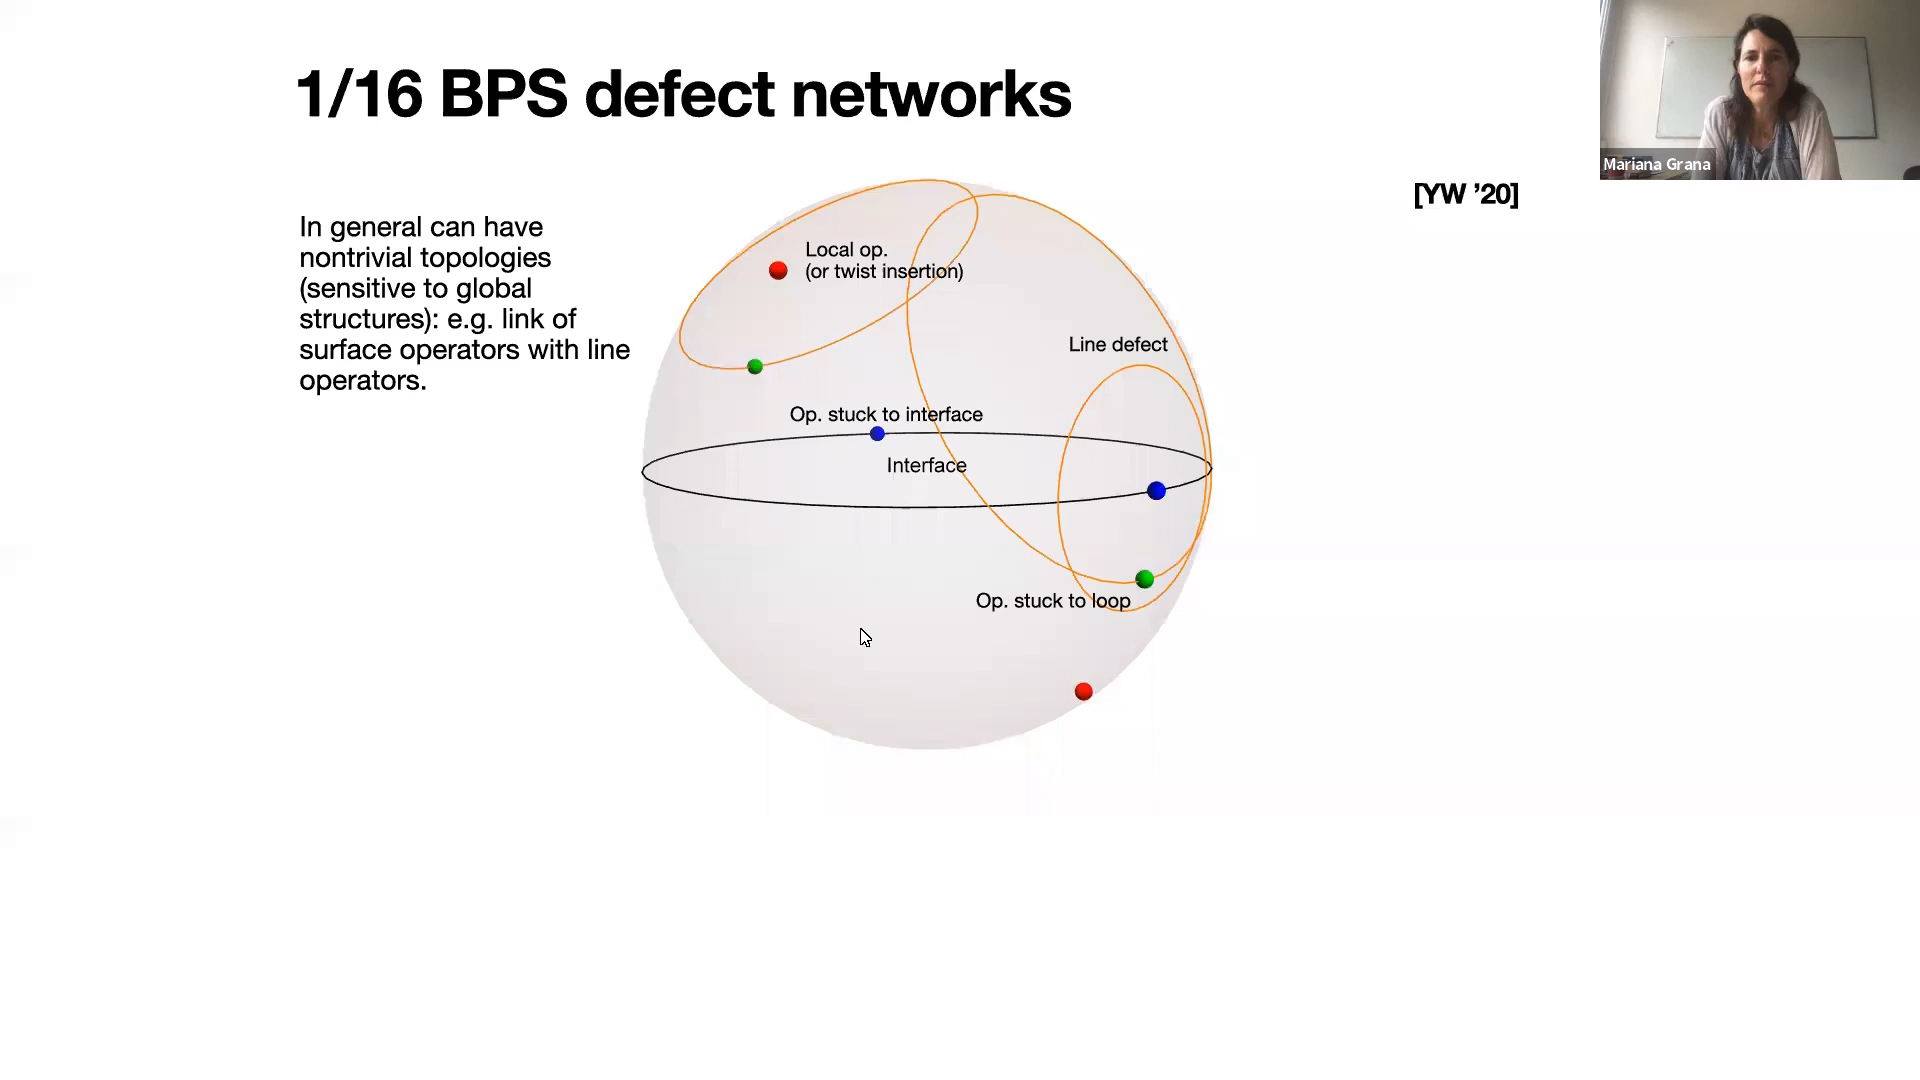 1/16 BPS defect networks
Mariana Grana
[YW ’20]
In general can have
nontrivial topologies
(sensitive to global
structures): e.g. link of
surface operators with line
operators.
Local op.
(or twist insertion)
Line defect
Op. stuck to interface
Interface
Op. stuck to loop